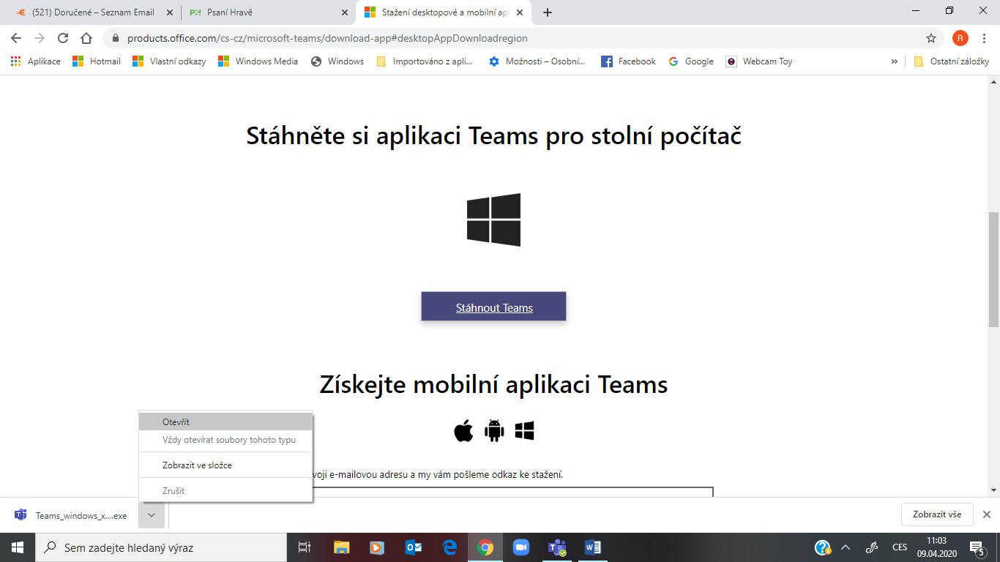 (521) Doručené – Seznam Email
Psaní Hravě
Stažení desktopové a mobilní apl
products.office.com/cs-cz/microsoft-teams/download-app#desktopAppDownloadregion
R
Aplikace
Hotmail
Vlastní odkazy
Windows Media
Windows
Importováno z apli...
Možnosti – Osobní...
Facebook
Google
Webcam Toy
»
Ostatní záložky
Stáhněte si aplikaci Teams pro stolní počítač
Stáhnout Teams
Získejte mobilní aplikaci Teams
voji e-mailovou adresu a my vám pošleme odkaz ke stažení.
Otevřít
Vždy otevírat soubory tohoto typu
Zobrazit ve složce
Zrušit
Teams_windows_x....exe
Zobrazit vše
Sem zadejte hledaný výraz
CES
11:03
09.04.2020
5